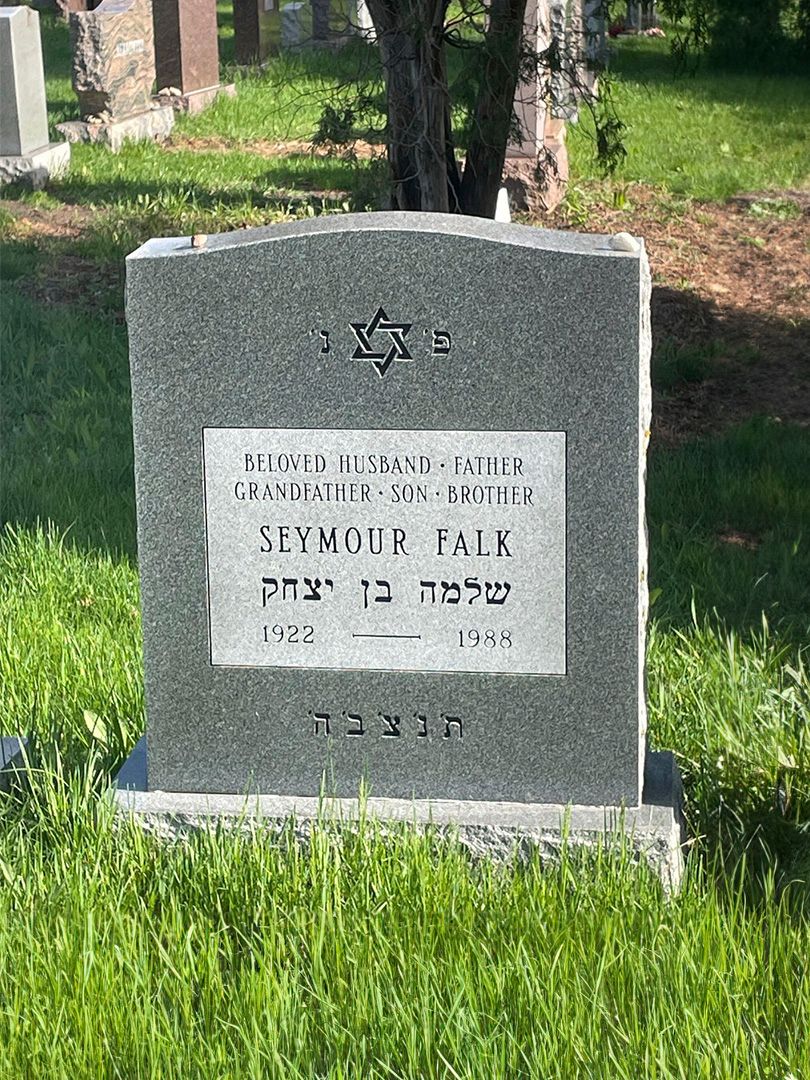 פ' נ'
BELOVED HUSBAND · FATHER
GRANDFATHER · SON · BROTHER
SEYMOUR FALK
שלמה בן יצחק
1922 — 1988
ת'נ'צ'ב'ה'